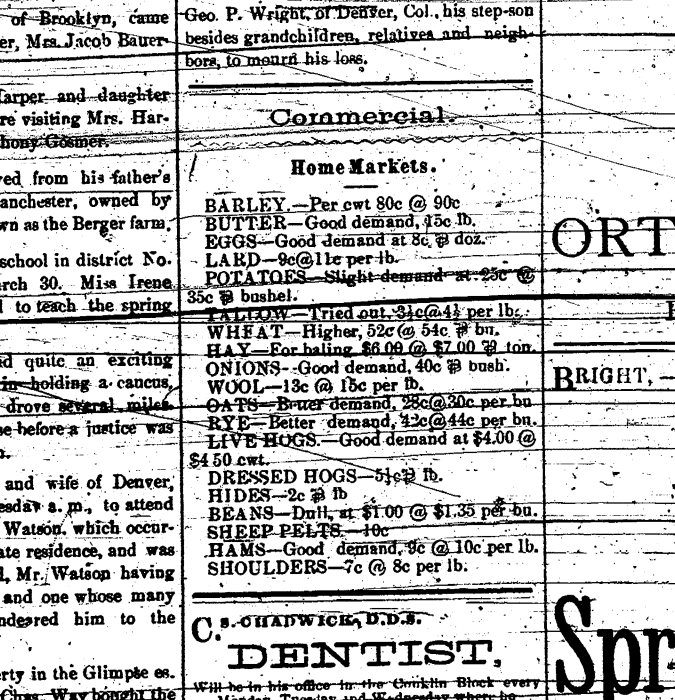 of Brooklyn, came
er, Mrs. Jacob Bauer-
Harper and daughter
re visiting Mrs. Har-
hony Gosmer.
ved from his father's
anchester, owned by
wn as the Berger farm.
school in district No.
arch 30. Miss Irene
to teach the spring
d quite an exciting
in holding a cancus,
drove several miles
se before a justice was
and wife of Denver,
esday a. m., to attend
Watson, which occur-
ate residence, and was
d, Mr. Watson having
and one whose many
ndeared him to the
erty in the Glimpse es.
Chas. Way bought the
Geo. P. Wright, of Denver, Col., his step-son
besides grandchildren, relatives and neigh-
bors, to mourn his loss.
Commercial.
Home Markets.
BARLEY.—Per cwt 80c @ 90c
BUTTER—Good demand, 15c lb.
EGGS—Good demand at 8c. ⅌ doz.
LARD—9c@11c per lb.
POTATOES—Slight demand at 25c @
35c ⅌ bushel.
TALLOW—Tried out, 3½c@4½ per lb.
WHEAT—Higher, 52c @ 54c ⅌ bu.
HAY—For baling $6.00 @ $7.00 ⅌ ton.
ONIONS--Good demand, 40c ⅌ bush.
WOOL—13c @ 15c per lb.
OATS—Better demand, 28c@30c per bu
RYE—Better demand, 42c@44c per bu.
LIVE HOGS.—Good demand at $4.00 @
$4 50 cwt.
DRESSED HOGS—5½c ⅌ lb.
HIDES—2c ⅌ lb
BEANS—Dull, at $1.00 @ $1.35 per bu.
SHEEP PELTS.—10c
HAMS—Good demand, 9c @ 10c per lb.
SHOULDERS—7c @ 8c per lb.
C. S. CHADWICK, D.D.S.
DENTIST,
Will be in his office in the Conklin Block every
Monday, Tuesday and Wednesday where he
ORT
BRIGHT, —
Spr